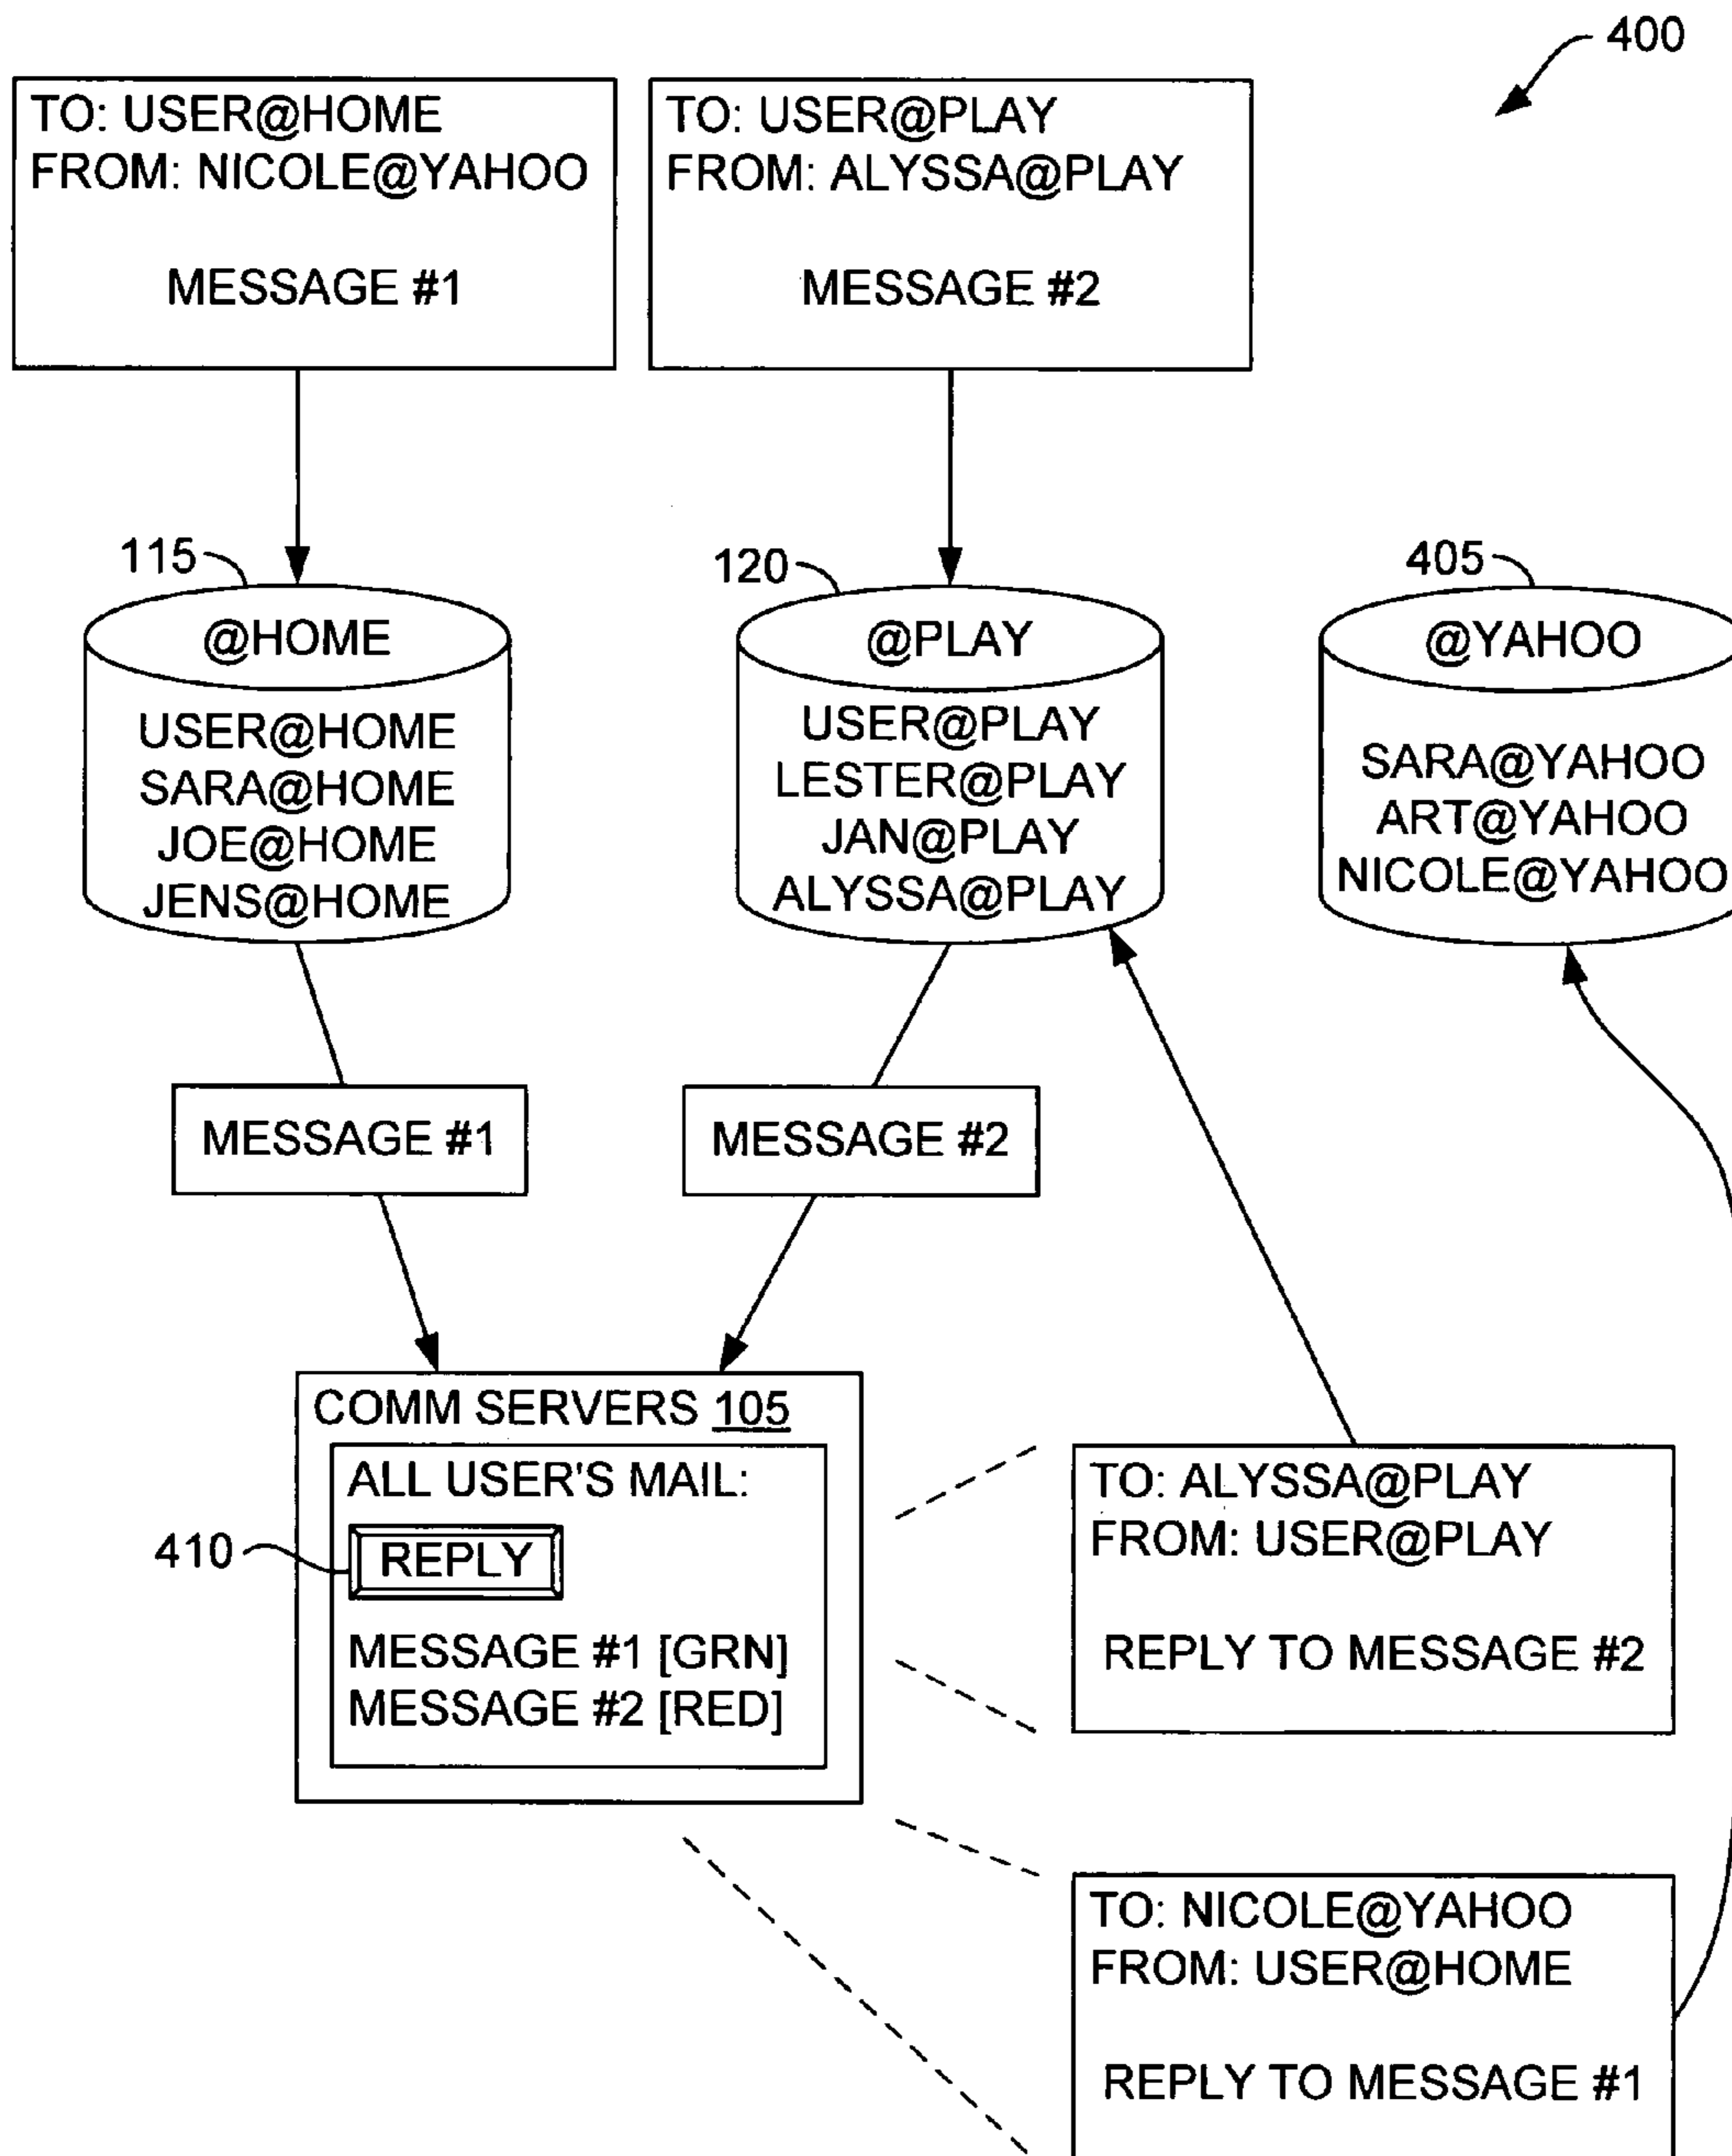 400
TO: USER@HOME
FROM: NICOLE@YAHOO
MESSAGE #1
TO: USER@PLAY
FROM: ALYSSA@PLAY
MESSAGE #2
115
@HOME
USER@HOME
SARA@HOME
JOE@HOME
JENS@HOME
120
@PLAY
USER@PLAY
LESTER@PLAY
JAN@PLAY
ALYSSA@PLAY
405
@YAHOO
SARA@YAHOO
ART@YAHOO
NICOLE@YAHOO
MESSAGE #1
MESSAGE #2
COMM SERVERS 105
ALL USER'S MAIL:
410
REPLY
MESSAGE #1 [GRN]
MESSAGE #2 [RED]
TO: ALYSSA@PLAY
FROM: USER@PLAY
REPLY TO MESSAGE #2
TO: NICOLE@YAHOO
FROM: USER@HOME
REPLY TO MESSAGE #1